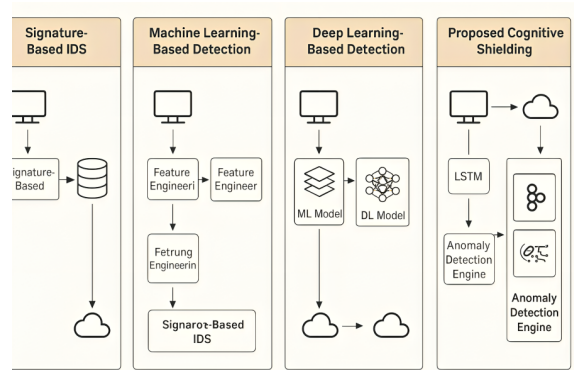 Signature-
Based IDS
ignature-
Based
Machine Learning-
Based Detection
Feature
Engineeri
Feature
Engineer
Fetrung
Engineerin
Signaroτ-Based
IDS
Deep Learning-
Based Detection
ML Model
DL Model
Proposed Cognitive
Shielding
LSTM
Anomaly
Detection
Engine
Anomaly
Detection
Engine